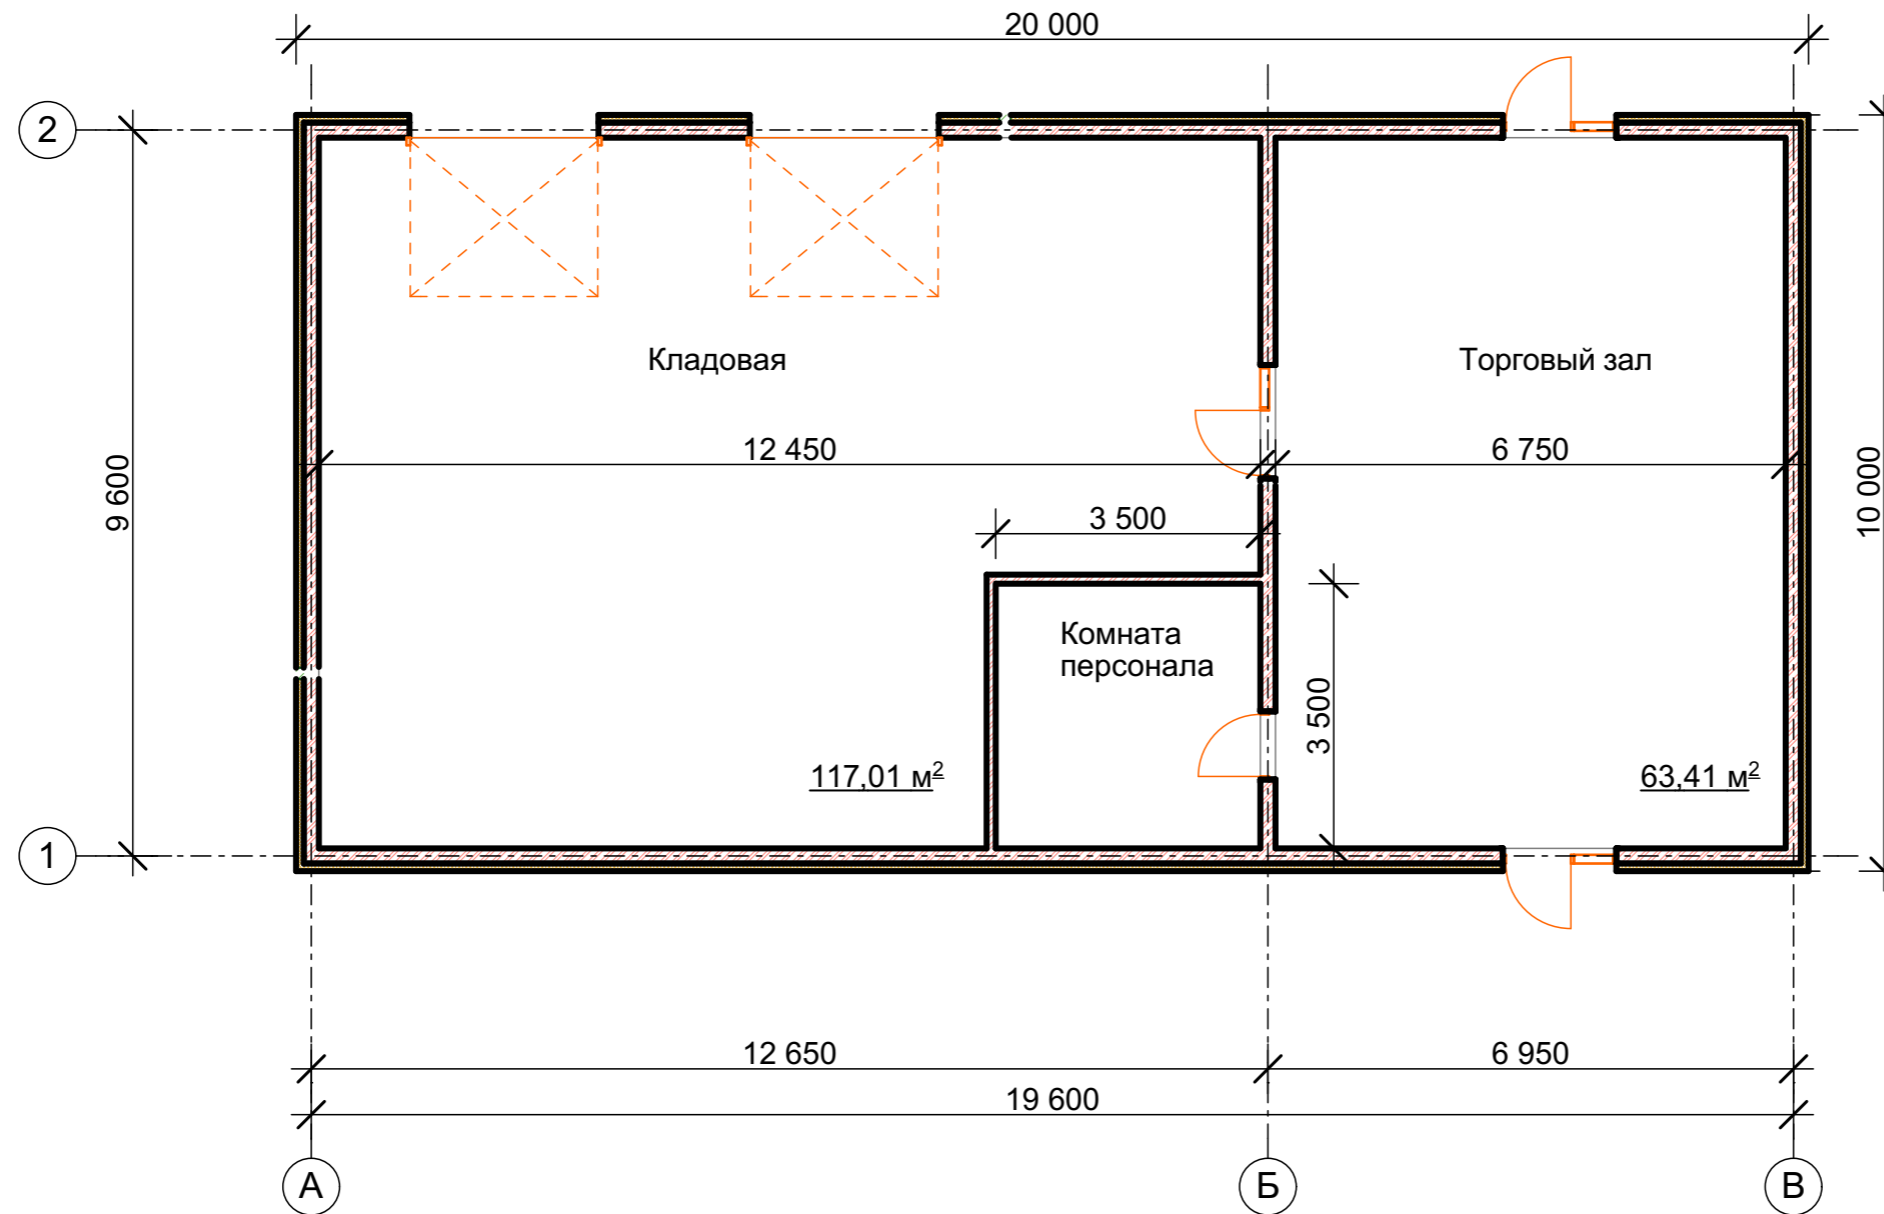 20 000
2
Кладовая
Торговый зал
12 450
6 750
9 600
10 000
3 500
Комната
персонала
3 500
117,01 м²
63,41 м²
1
12 650
6 950
19 600
А
Б
В